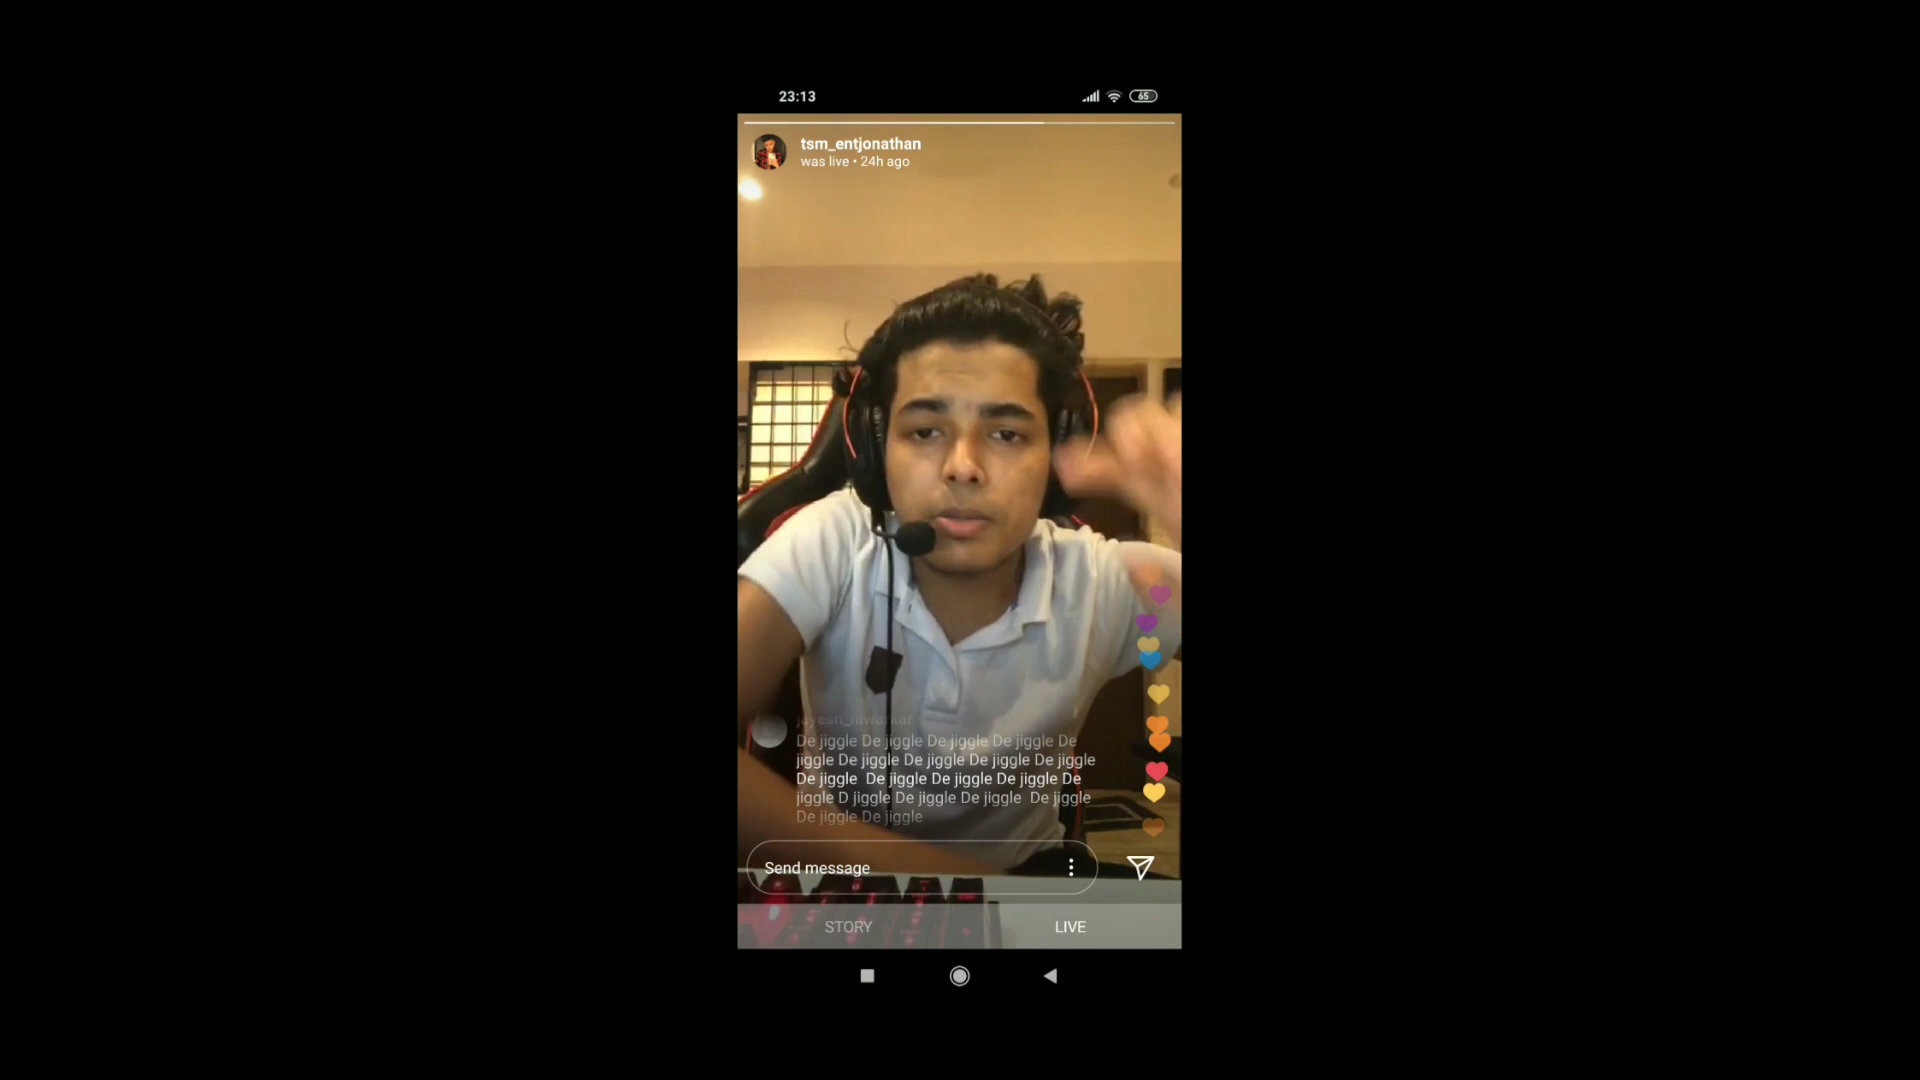 23:13
65
tsm_entjonathan
was live • 24h ago
De jiggle De jiggle De jiggle De jiggle De
jiggle De jiggle De jiggle De jiggle De jiggle
De jiggle  De jiggle De jiggle De jiggle De
jiggle D jiggle De jiggle De jiggle  De jiggle
De jiggle De jiggle
Send message
STORY
LIVE